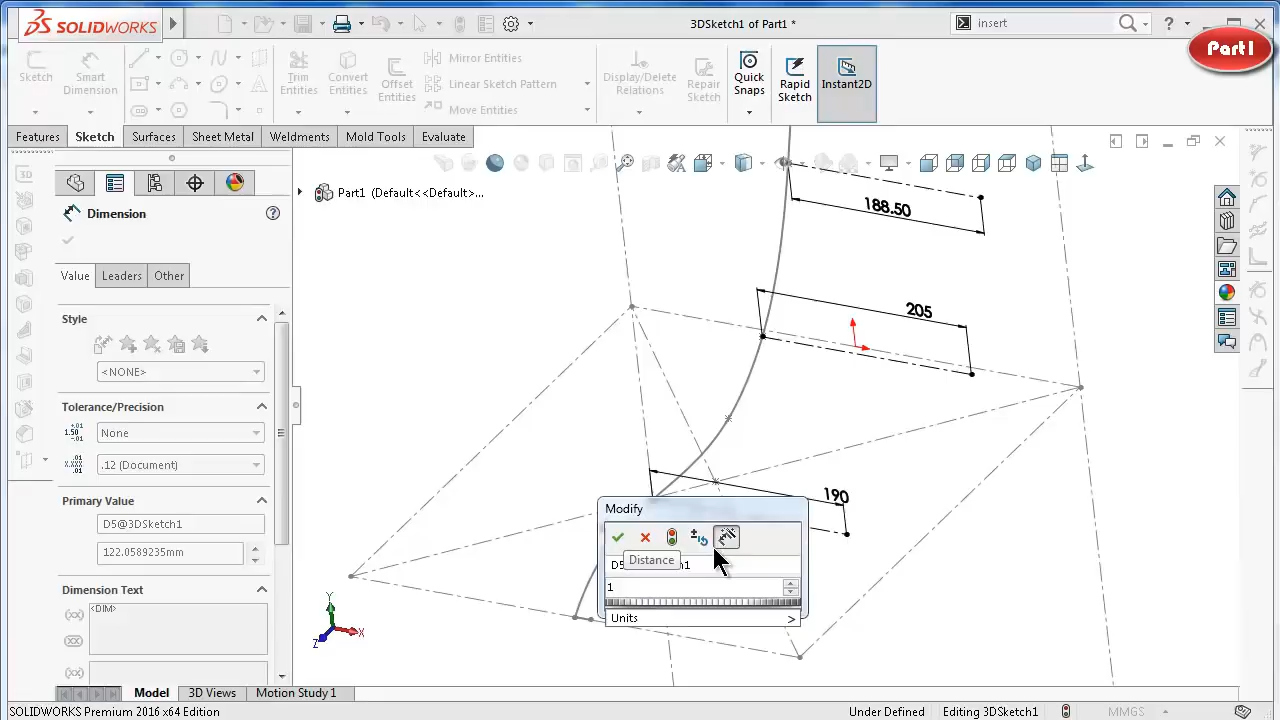 SOLIDWORKS
3DSketch1 of Part1 *
insert
?
Part1
Sketch
Smart Dimension
Trim Entities
Convert Entities
Offset Entities
Mirror Entities
Linear Sketch Pattern
Move Entities
Display/Delete Relations
Repair Sketch
Quick Snaps
Rapid Sketch
Instant2D
Features
Sketch
Surfaces
Sheet Metal
Weldments
Mold Tools
Evaluate
Part1 (Default<<Default>...
Dimension
?
Value
Leaders
Other
Style
<NONE>
Tolerance/Precision
None
.12 (Document)
Primary Value
D5@3DSketch1
122.0589235mm
Dimension Text
DIM>
188.50
205
190
Modify
Distance
1
Units
>
Y
X
Z
Model
3D Views
Motion Study 1
SOLIDWORKS Premium 2016 x64 Edition
Under Defined
Editing 3DSketch1
MMGS